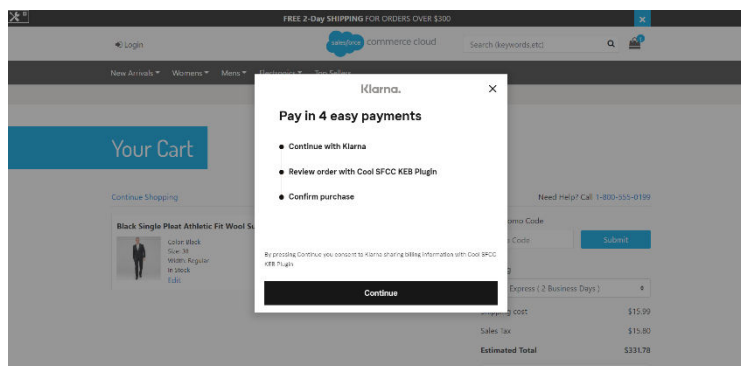 FREE 2-Day SHIPPING FOR ORDERS OVER $300
Login
salesforce commerce cloud
Search (keywords,etc)
1
New Arrivals Womens Mens Electronics Top Sellers
Klarna.
Pay in 4 easy payments
Your Cart
Continue with Klarna
Review order with Cool SFCC KEB Plugin
Confirm purchase
Continue Shopping
Need Help? Call 1-800-555-0199
Black Single Pleat Athletic Fit Wool Su
omo Code
Color: Black
Code
Submit
Size: 38
Width: Regular
In Stock
Edit
By pressing Continue you consent to Klarna sharing billing information with Cool SFCC
KEB Plugin
Continue
Express ( 2 Business Days )
Shipping cost
$15.99
Sales Tax
$15.80
Estimated Total
$331.78